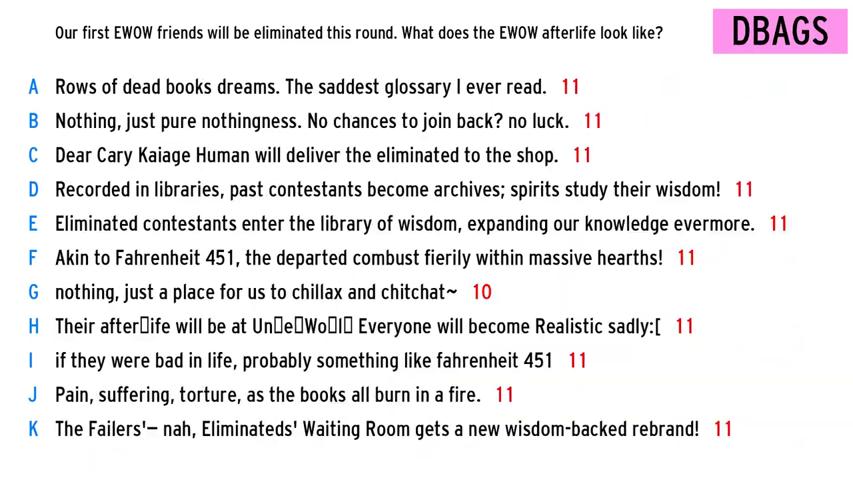 Our first EWOW friends will be eliminated this round. What does the EWOW afterlife look like?
DBAGS
A Rows of dead books dreams. The saddest glossary I ever read. 11
B Nothing, just pure nothingness. No chances to join back? no luck. 11
C Dear Cary Kaiage Human will deliver the eliminated to the shop. 11
D Recorded in libraries, past contestants become archives; spirits study their wisdom! 11
E Eliminated contestants enter the library of wisdom, expanding our knowledge evermore. 11
F Akin to Fahrenheit 451, the departed combust fierily within massive hearths! 11
G nothing, just a place for us to chillax and chitchat~ 10
H Their after▯ife will be at Un▯e▯Wo▯l▯ Everyone will become Realistic sadly:[ 11
I if they were bad in life, probably something like fahrenheit 451 11
J Pain, suffering, torture, as the books all burn in a fire. 11
K The Failers'– nah, Eliminateds' Waiting Room gets a new wisdom-backed rebrand! 11